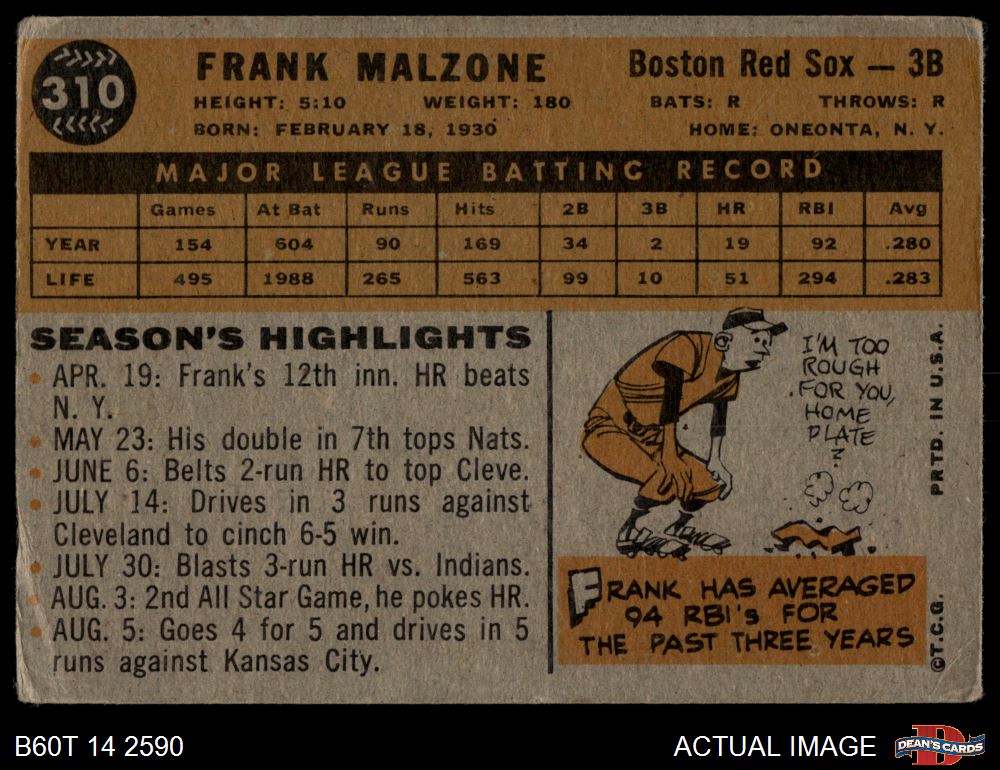 310
FRANK MALZONE
Boston Red Sox — 3B
HEIGHT: 5:10 WEIGHT: 180 BATS: R THROWS: R
BORN: FEBRUARY 18, 1930 HOME: ONEONTA, N. Y.
MAJOR LEAGUE BATTING RECORD
Games At Bat Runs Hits 2B 3B HR RBI Avg
YEAR 154 604 90 169 34 2 19 92 .280
LIFE 495 1988 265 563 99 10 51 294 .283
SEASON'S HIGHLIGHTS
• APR. 19: Frank's 12th inn. HR beats
N. Y.
• MAY 23: His double in 7th tops Nats.
• JUNE 6: Belts 2-run HR to top Cleve.
• JULY 14: Drives in 3 runs against
Cleveland to cinch 6-5 win.
• JULY 30: Blasts 3-run HR vs. Indians.
• AUG. 3: 2nd All Star Game, he pokes HR.
• AUG. 5: Goes 4 for 5 and drives in 5
runs against Kansas City.
I'M TOO
ROUGH
FOR YOU,
HOME
PLATE
?
FRANK HAS AVERAGED
94 RBI's FOR
THE PAST THREE YEARS
©T.C.G. PRTD. IN U.S.A.
B60T 14 2590
ACTUAL IMAGE
D
DEAN'S CARDS